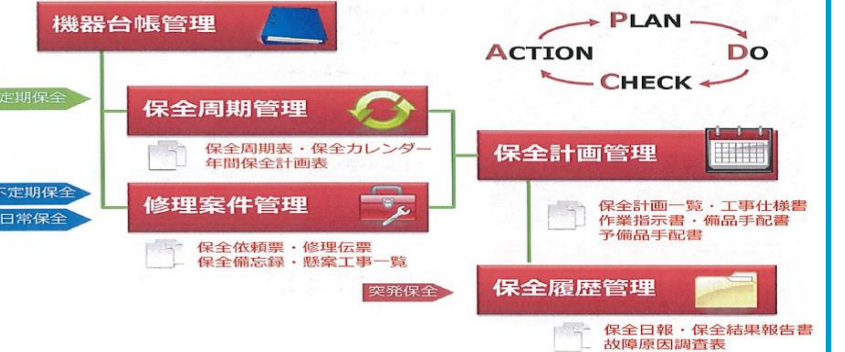 機器台帳管理
PLAN
ACTION
DO
CHECK
定期保全
保全周期管理
保全周期表・保全カレンダー
年間保全計画表
不定期保全
日常保全
修理案件管理
保全依頼票・修理伝票
保全備忘録・懸案工事一覧
保全計画管理
保全計画一覧・工事仕様書
作業指示書・備品手配書
予備品手配書
突発保全
保全履歴管理
保全日報・保全結果報告書
故障原因調査表